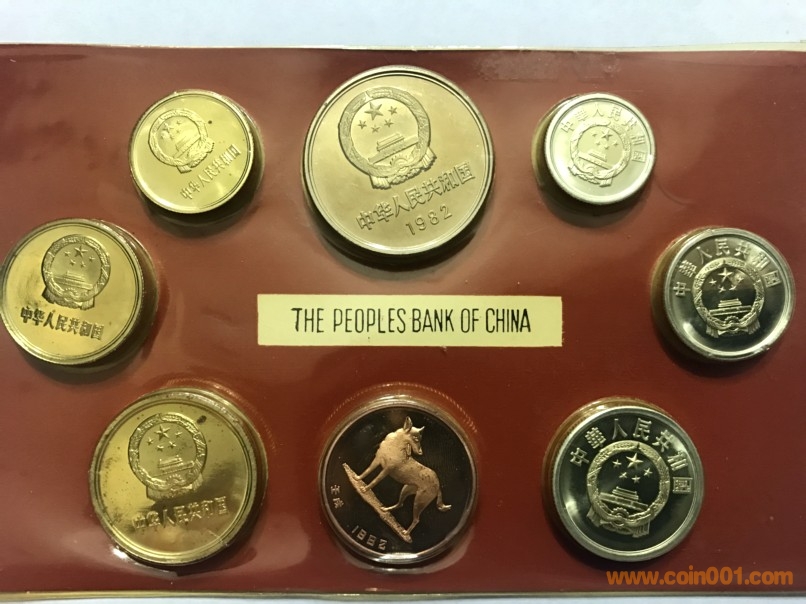 中华人民共和国
中华人民共和国
1982
中华人民共和国
中华人民共和国
中華人民共和国
THE PEOPLES BANK OF CHINA
中华人民共和国
壬戌
1982
中華人民共和国
www.coin001.com